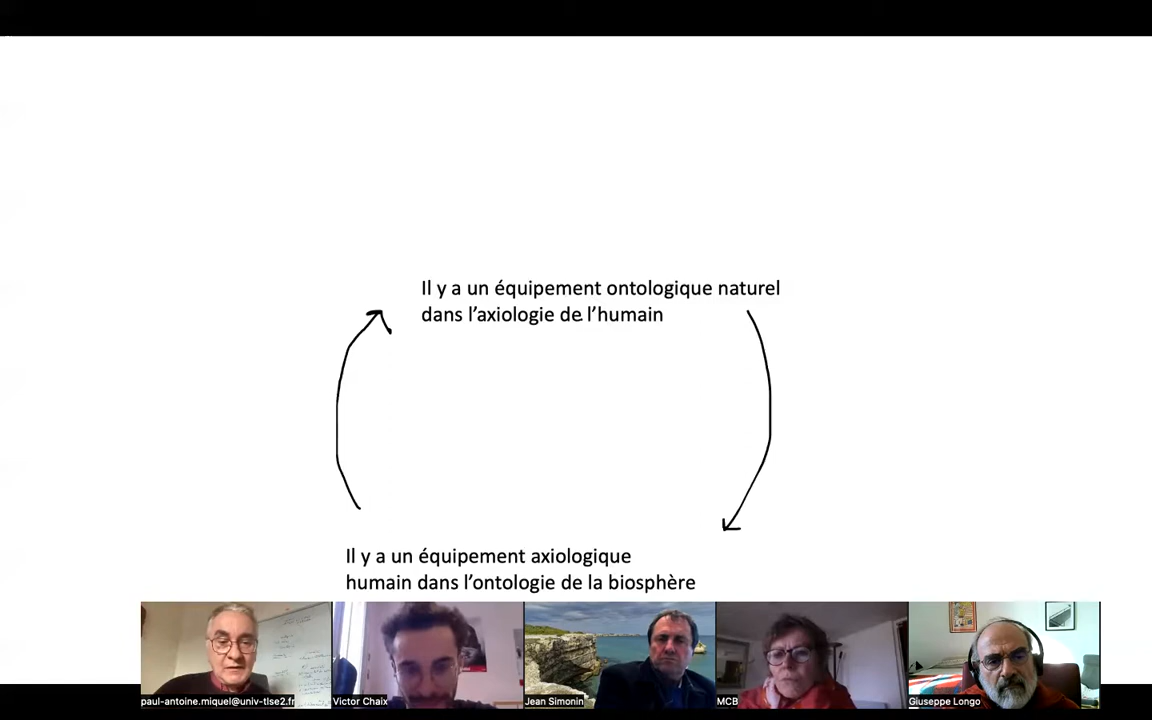 Il y a un équipement ontologique naturel
dans l’axiologie de l’humain
Il y a un équipement axiologique
humain dans l’ontologie de la biosphère
paul-antoine.miquel@univ-tlse2.fr
Victor Chaix
Jean Simonin
MCB
Giuseppe Longo